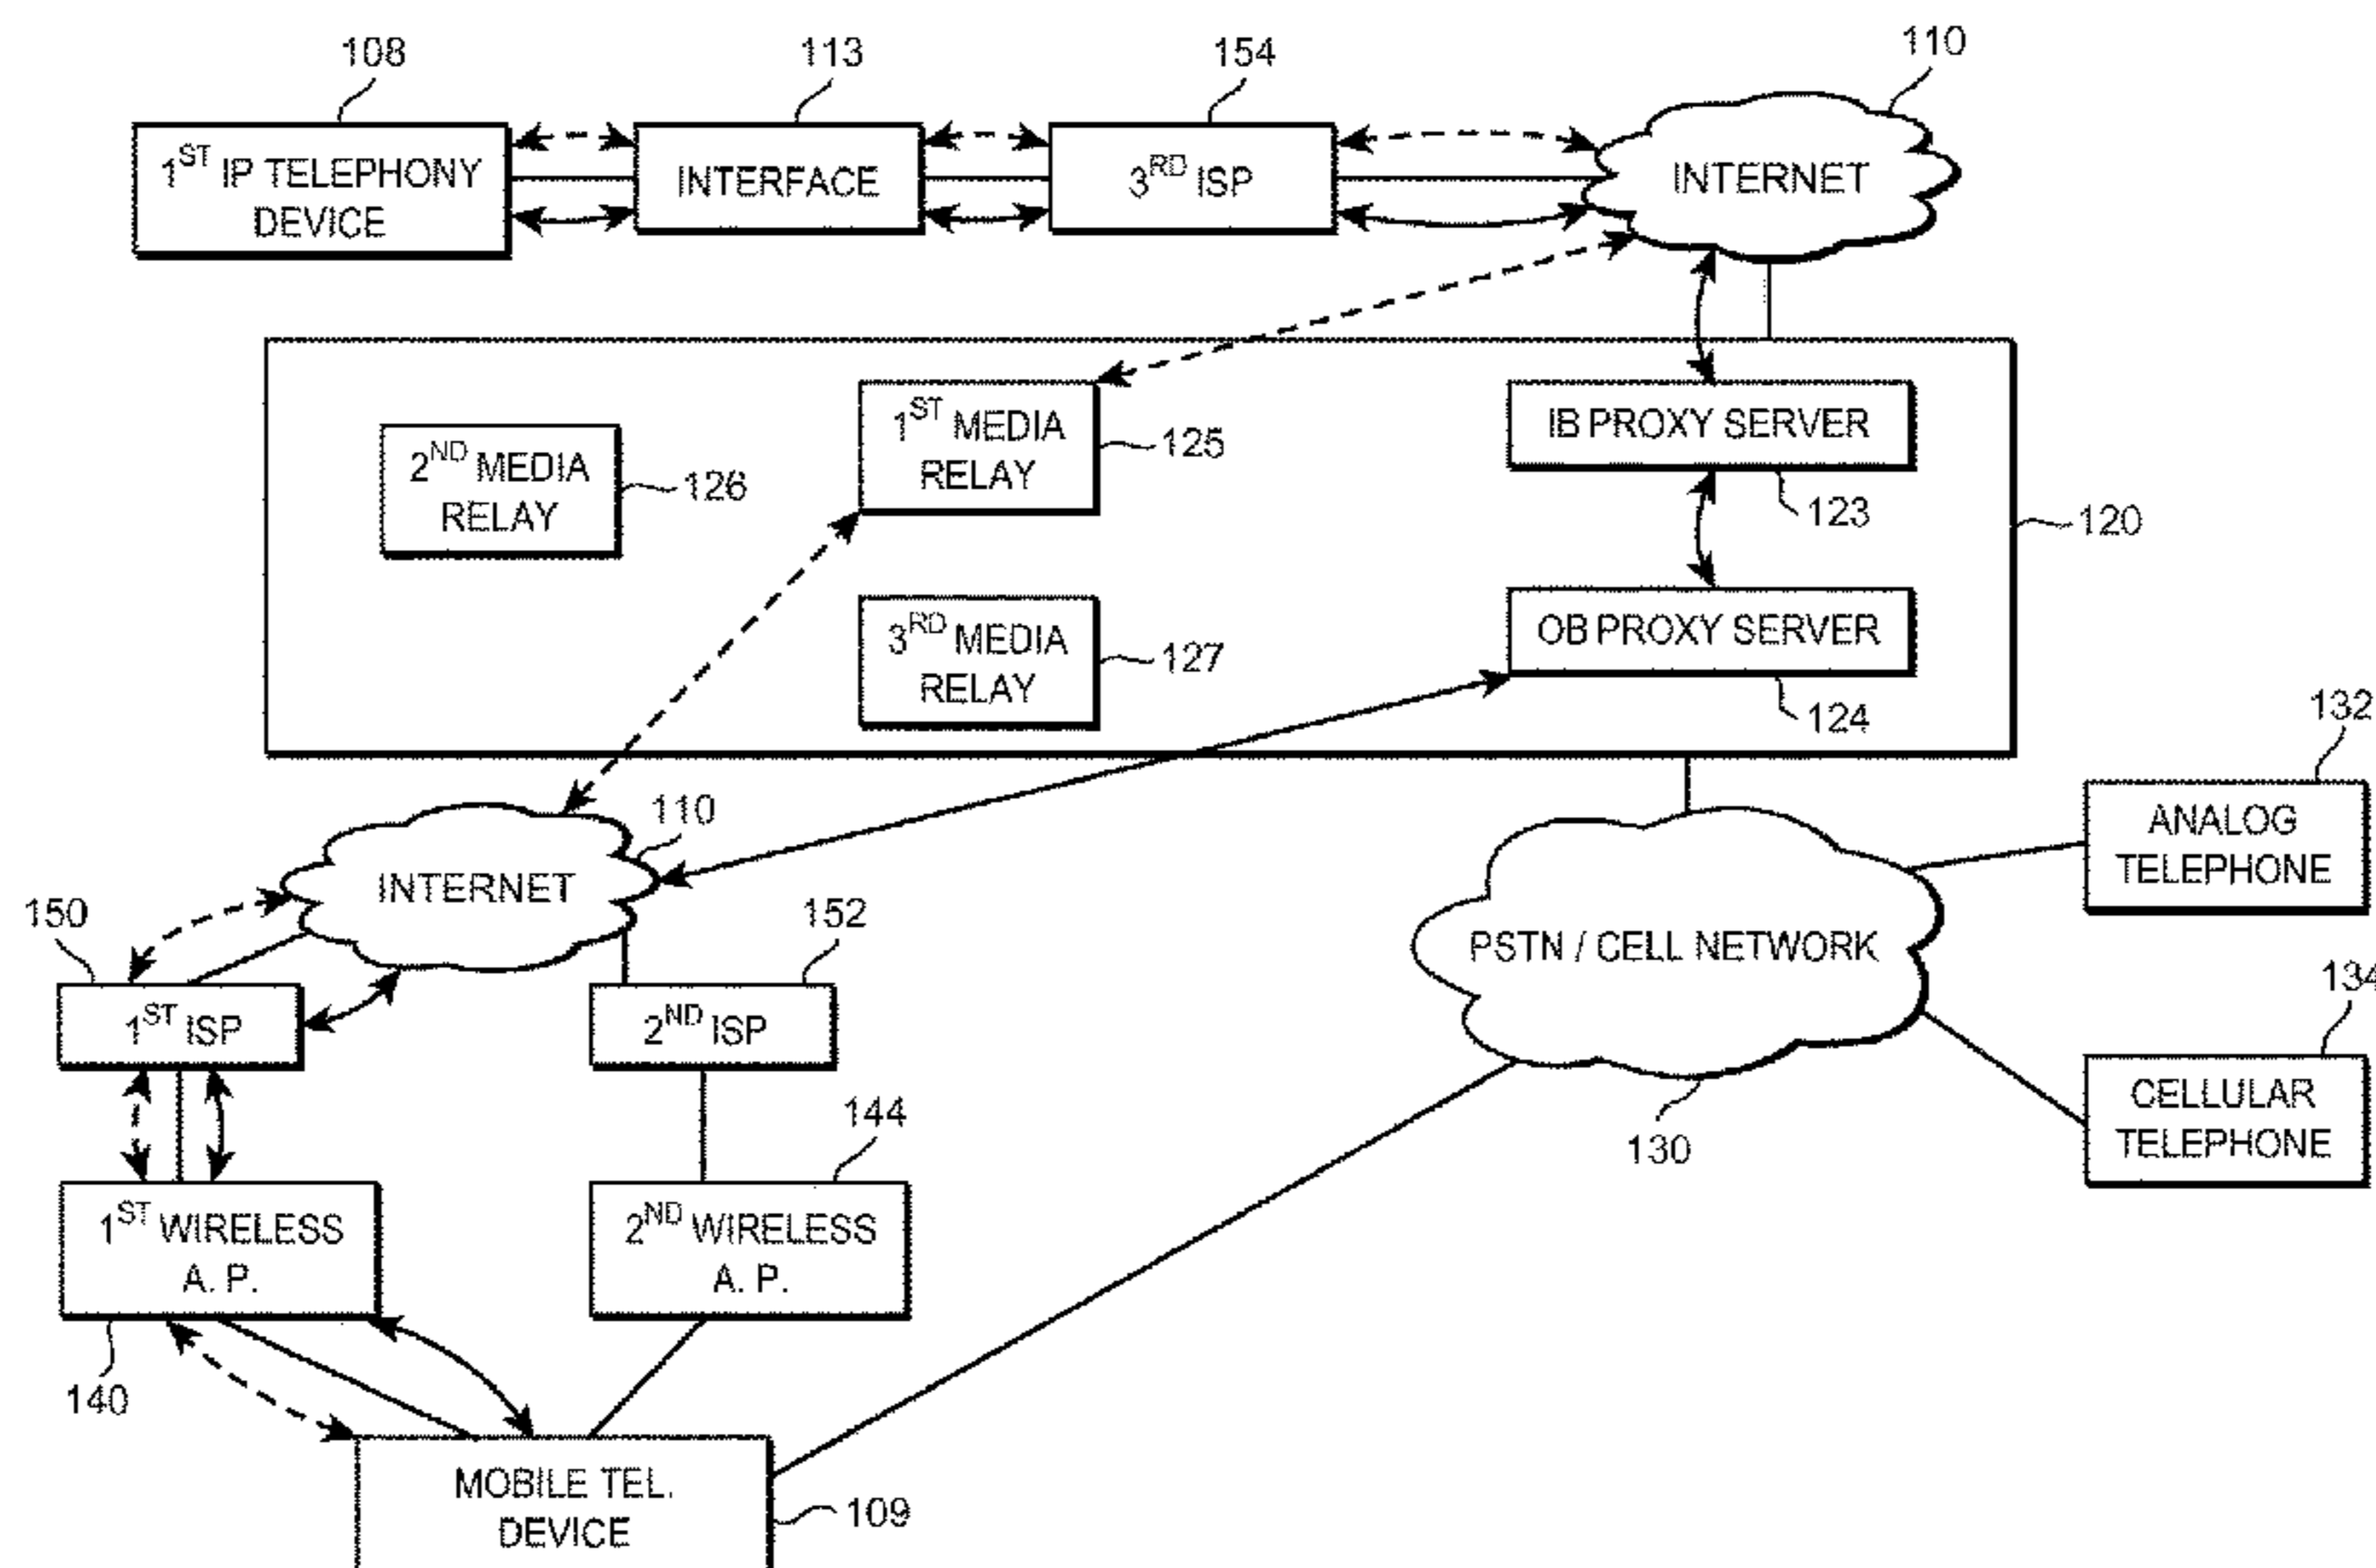 108
113
154
110
1ST IP TELEPHONY
DEVICE
INTERFACE
3RD ISP
INTERNET
1ST MEDIA
RELAY
125
IB PROXY SERVER
123
2ND MEDIA
RELAY
126
120
3RD MEDIA
RELAY
127
OB PROXY SERVER
124
132
ANALOG
TELEPHONE
110
INTERNET
150
152
PSTN / CELL NETWORK
130
134
1ST ISP
2ND ISP
CELLULAR
TELEPHONE
144
1ST WIRELESS
A. P.
2ND WIRELESS
A. P.
140
MOBILE TEL.
DEVICE
109